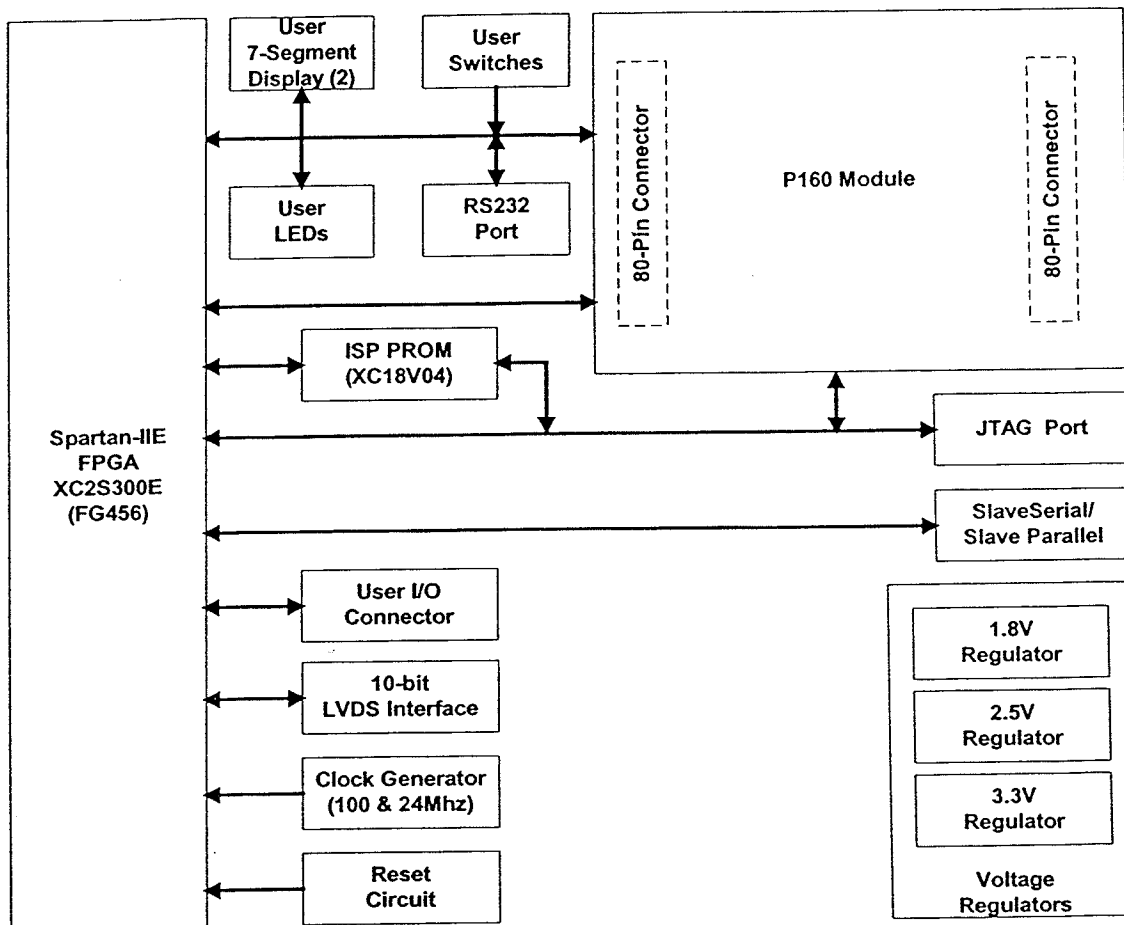 User
7-Segment
Display (2)
User
Switches
80-Pin Connector
P160 Module
80-Pin Connector
User
LEDs
RS232
Port
ISP PROM
(XC18V04)
Spartan-IIE
FPGA
XC2S300E
(FG456)
JTAG Port
SlaveSerial/
Slave Parallel
User I/O
Connector
10-bit
LVDS Interface
Clock Generator
(100 & 24Mhz)
Reset
Circuit
1.8V
Regulator
2.5V
Regulator
3.3V
Regulator
Voltage
Regulators